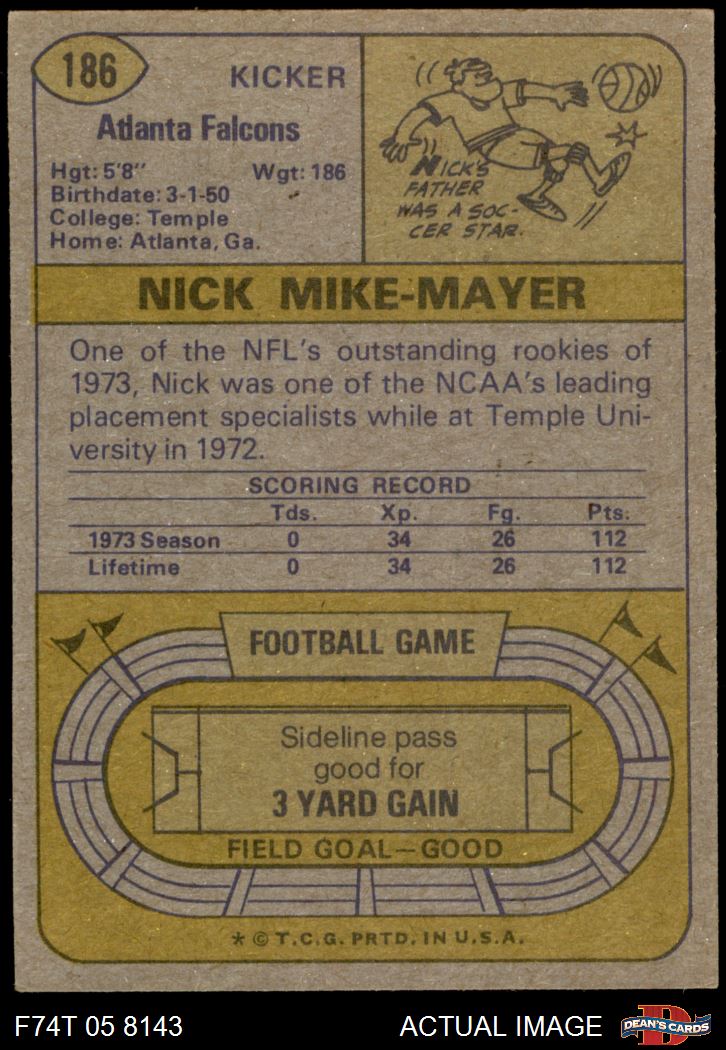 186
KICKER
Atlanta Falcons
Hgt: 5'8" Wgt: 186
Birthdate: 3-1-50
College: Temple
Home: Atlanta, Ga.
NICK'S
FATHER
WAS A SOC-
CER STAR.
NICK MIKE-MAYER
One of the NFL's outstanding rookies of
1973, Nick was one of the NCAA's leading
placement specialists while at Temple Uni-
versity in 1972.
SCORING RECORD
Tds. Xp. Fg. Pts.
1973 Season 0 34 26 112
Lifetime 0 34 26 112
FOOTBALL GAME
Sideline pass
good for
3 YARD GAIN
FIELD GOAL—GOOD
* © T.C.G. PRTD. IN U.S.A.
F74T 05 8143 ACTUAL IMAGE
D
DEAN'S CARDS